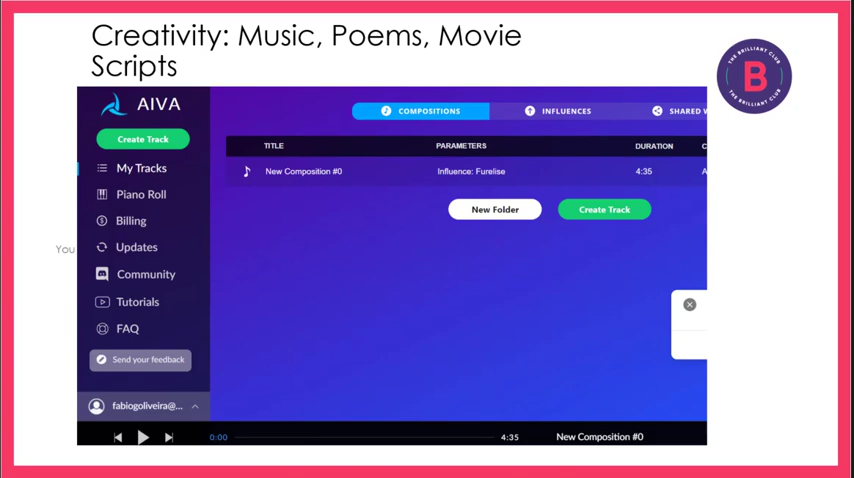 Creativity: Music, Poems, Movie
Scripts
THE BRILLIANT CLUB
B
THE BRILLIANT CLUB
AIVA
COMPOSITIONS
INFLUENCES
SHARED W
Create Track
TITLE
PARAMETERS
DURATION
C
My Tracks
New Composition #0
Influence: Furelise
4:35
A
Piano Roll
New Folder
Create Track
Billing
You
Updates
Community
Tutorials
FAQ
Send your feedback
fabiogoliveira@...
0:00
4:35
New Composition #0